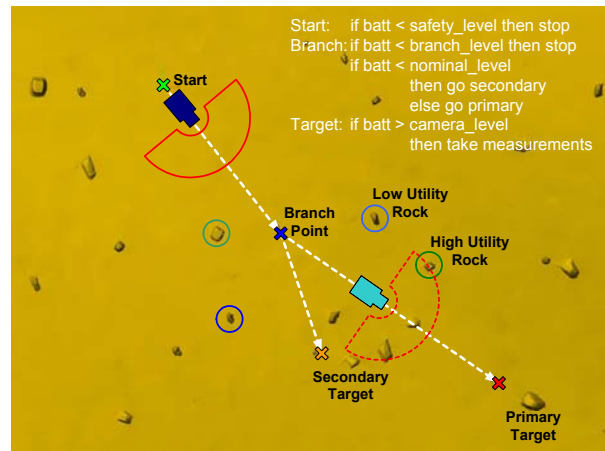 Start: if batt < safety_level then stop
Branch: if batt < branch_level then stop
if batt < nominal_level
then go secondary
else go primary
Target: if batt > camera_level
then take measurements
Start
Low Utility
Rock
Branch
Point
High Utility
Rock
Secondary
Target
Primary
Target